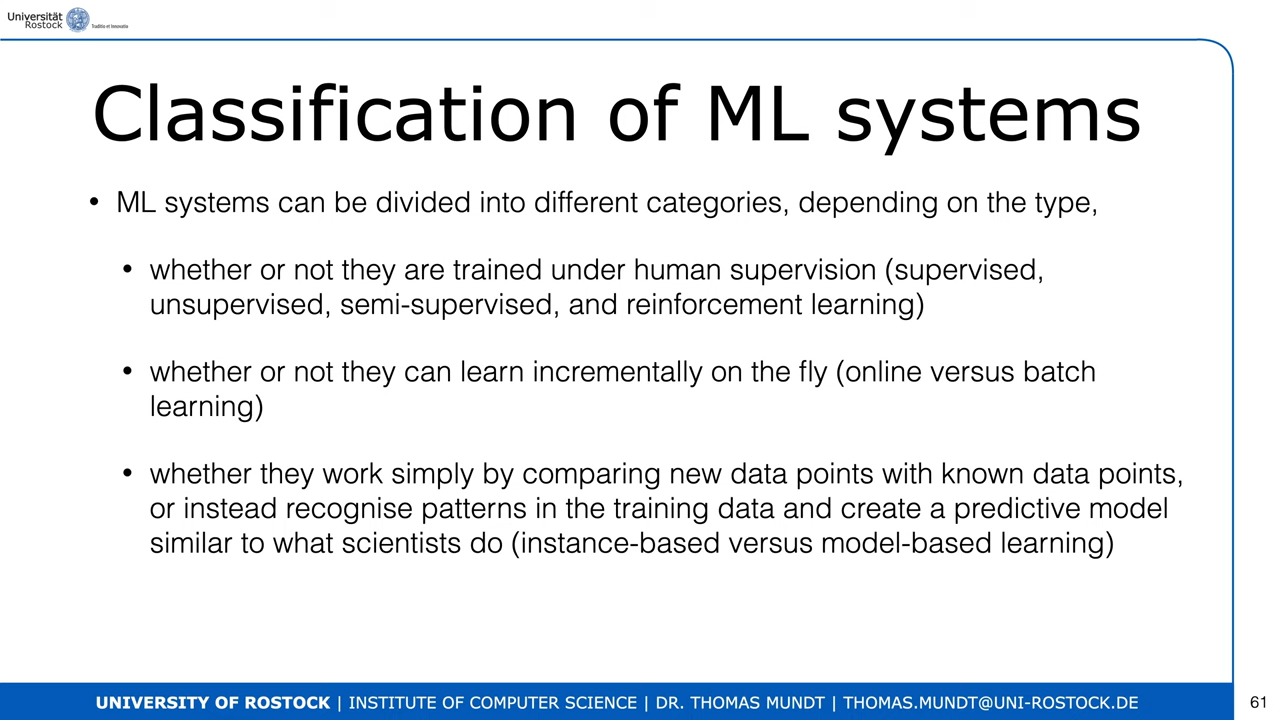 Universität
Rostock
Traditio et Innovatio
Classification of ML systems
• ML systems can be divided into different categories, depending on the type,
• whether or not they are trained under human supervision (supervised,
unsupervised, semi-supervised, and reinforcement learning)
• whether or not they can learn incrementally on the fly (online versus batch
learning)
• whether they work simply by comparing new data points with known data points,
or instead recognise patterns in the training data and create a predictive model
similar to what scientists do (instance-based versus model-based learning)
UNIVERSITY OF ROSTOCK | INSTITUTE OF COMPUTER SCIENCE | DR. THOMAS MUNDT | THOMAS.MUNDT@UNI-ROSTOCK.DE
61